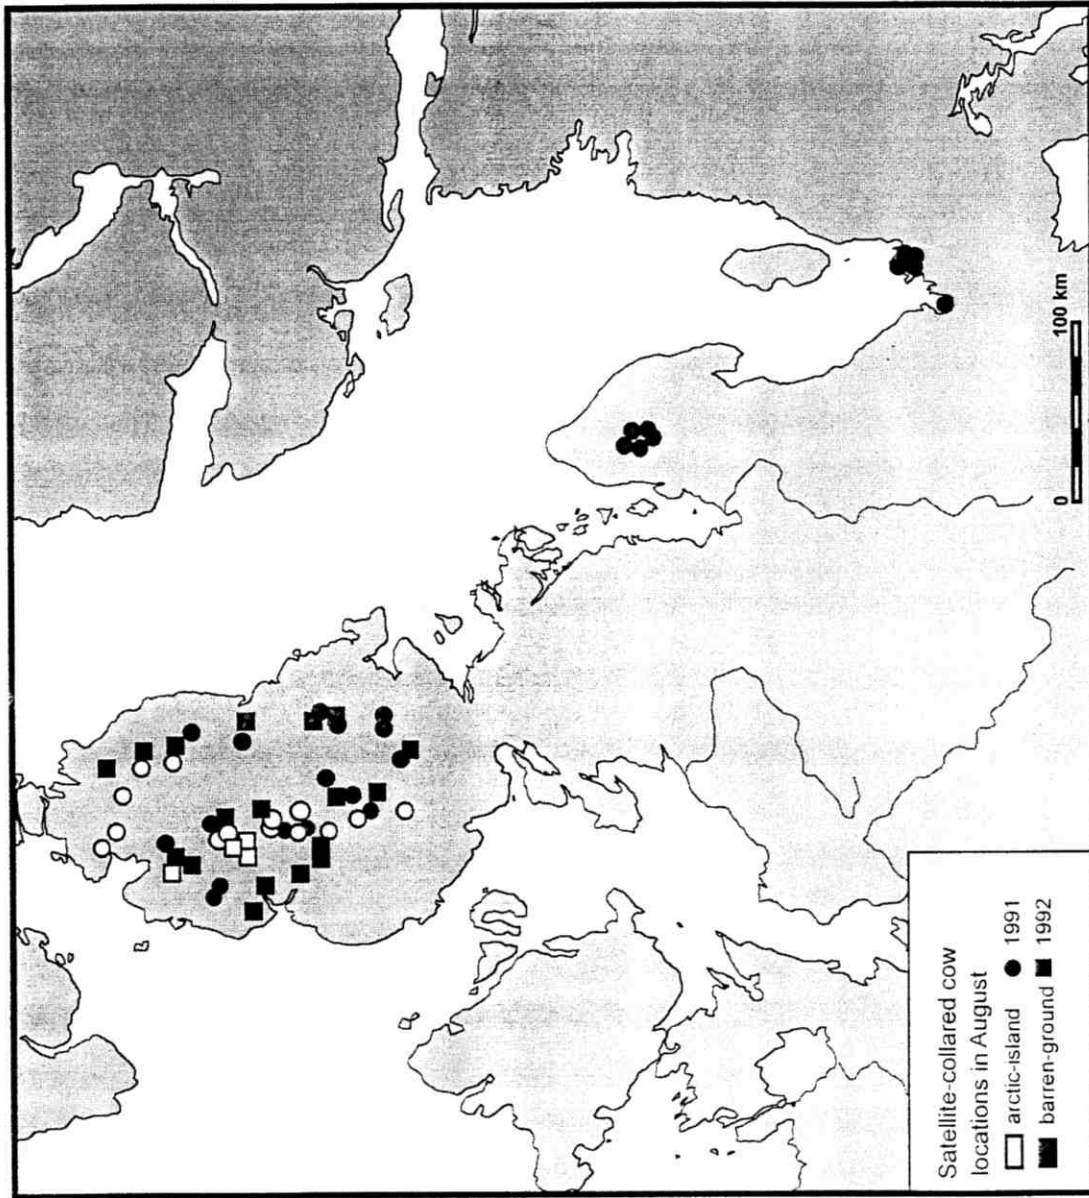 Satellite-collared cow
locations in August
arctic-island 1991
barren-ground 1992
0 100 km